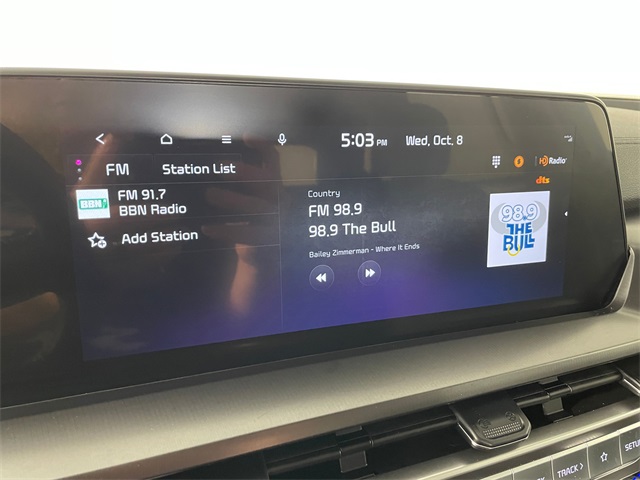 5:03 PM Wed, Oct. 8
FM Station List
HD Radio
dts
BBN
FM 91.7
BBN Radio
Add Station
Country
FM 98.9
98.9 The Bull
Bailey Zimmerman - Where It Ends
98.9
THE
BULL
TRACK >
SETUP